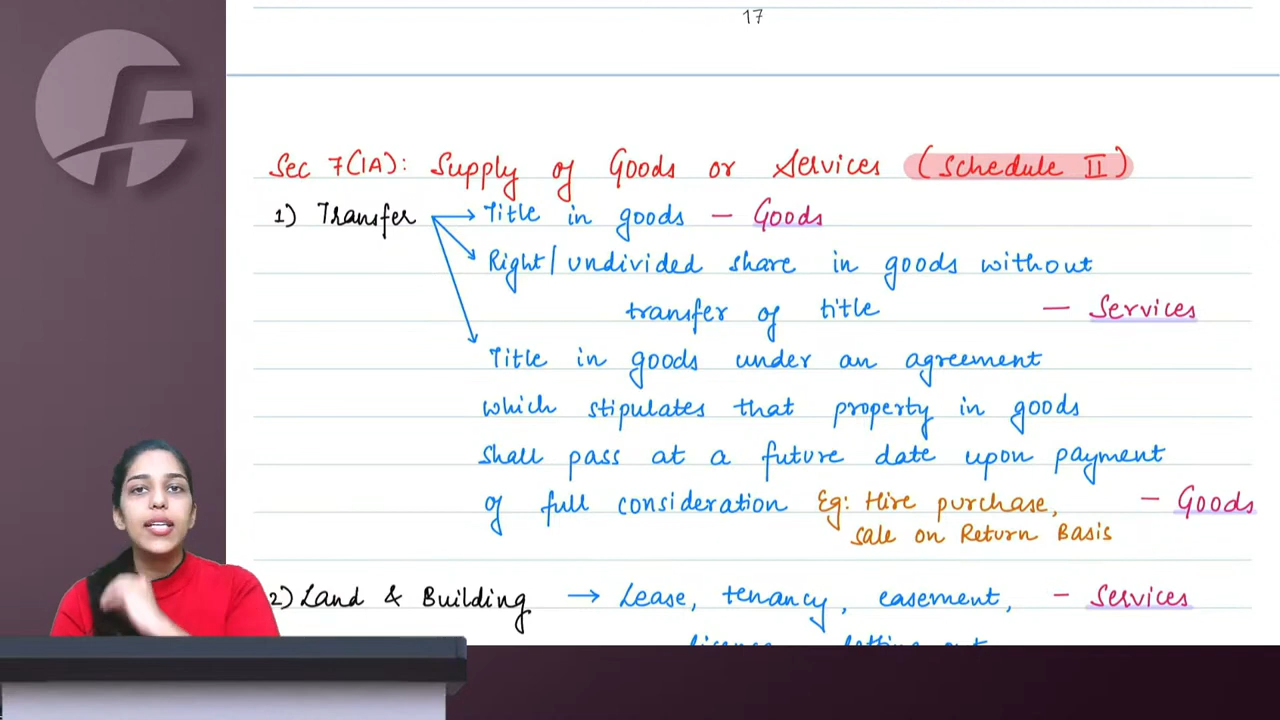 17
Sec 7(1A): Supply of Goods or Services (Schedule II)
1) Transfer → Title in goods — Goods
Right/undivided share in goods without
transfer of title — Services
Title in goods under an agreement
which stipulates that property in goods
shall pass at a future date upon payment
of full consideration Eg: Hire purchase, — Goods
Sale on Return Basis
2) Land & Building → Lease, tenancy, easement, — Services